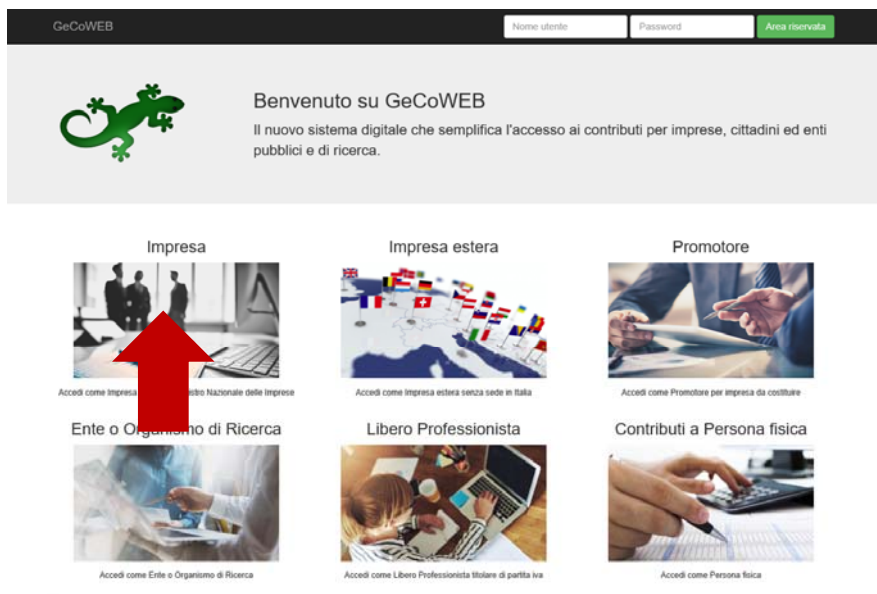 GeCoWEB
Nome utente
Password
Area riservata
Benvenuto su GeCoWEB
Il nuovo sistema digitale che semplifica l'accesso ai contributi per imprese, cittadini ed enti
pubblici e di ricerca.
Impresa
Impresa estera
Promotore
Accedi come Impresa Nazionale delle Imprese
Accedi come Impresa estera senza sede in Italia
Accedi come Promotore per impresa da costituire
Ente o di Ricerca
Libero Professionista
Contributi a Persona fisica
Accedi come Ente o Organismo di Ricerca
Accedi come Libero Professionista titolare di partita iva
Accedi come Persona fisica